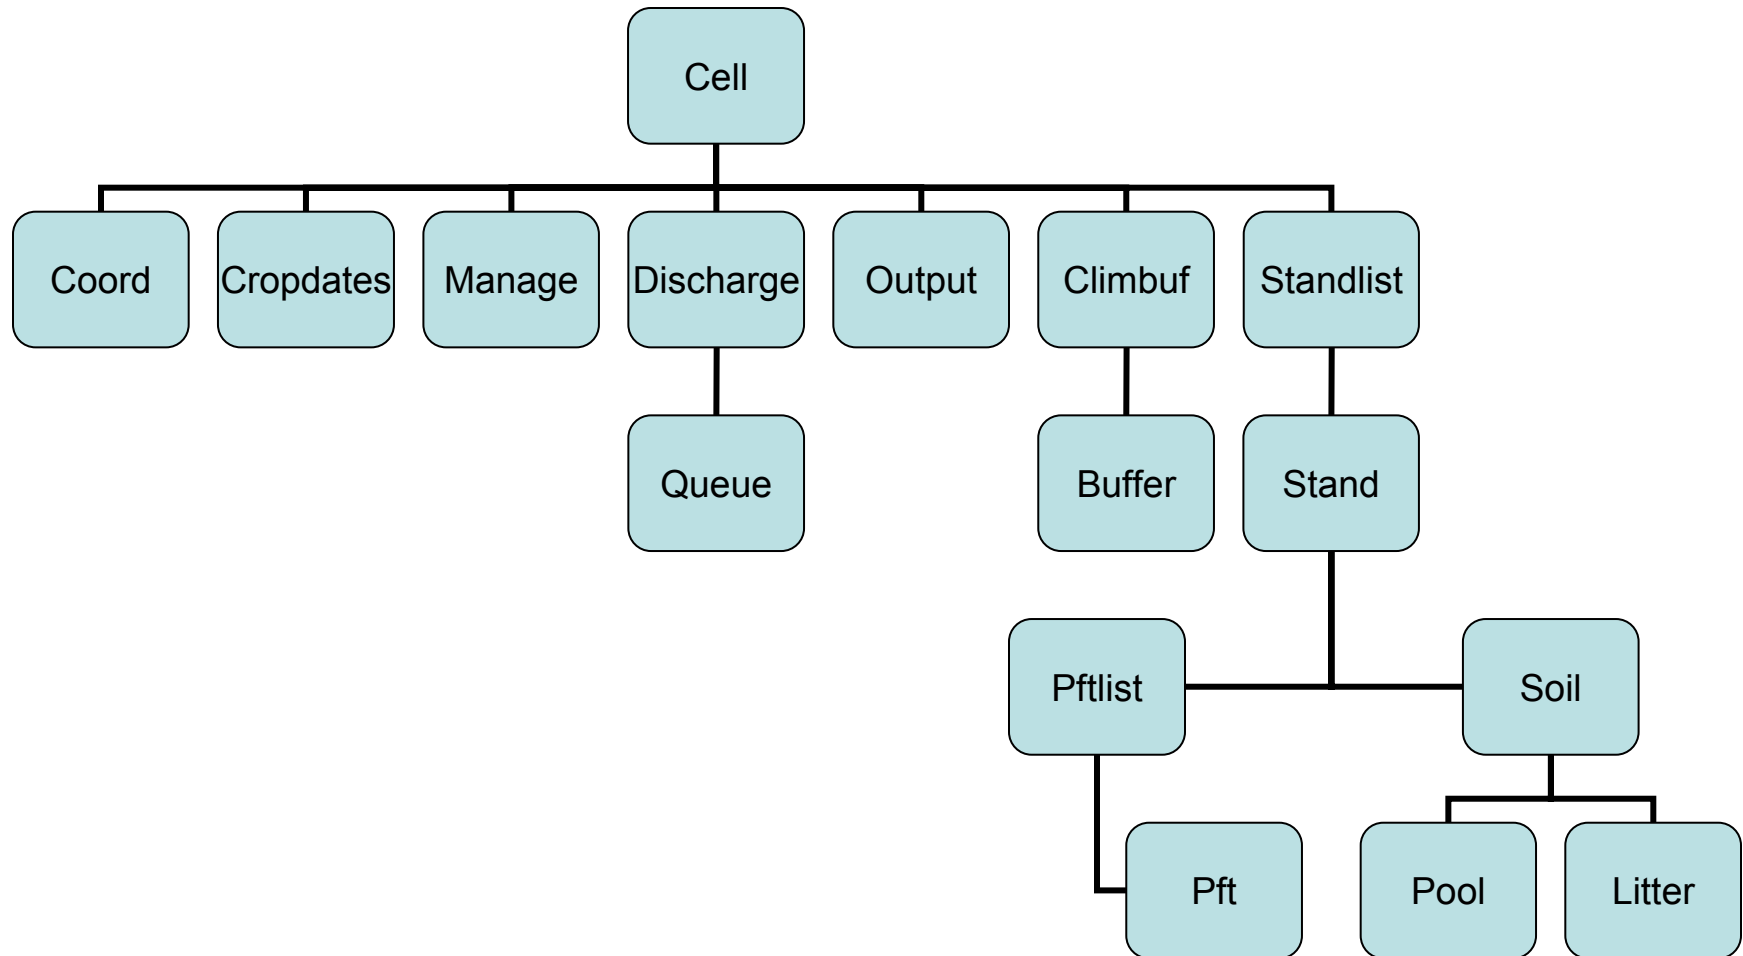 Cell
Coord
Cropdates
Manage
Discharge
Output
Climbuf
Standlist
Queue
Buffer
Stand
Pftlist
Soil
Pft
Pool
Litter